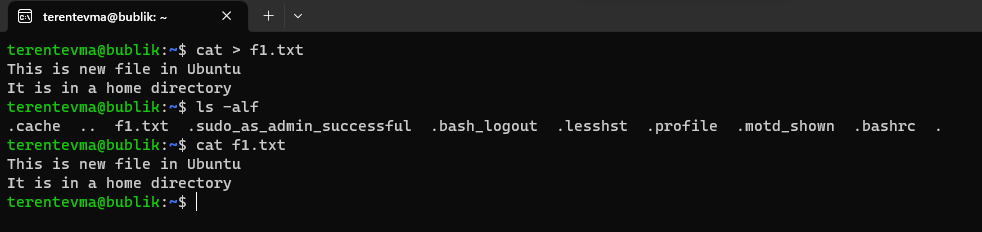 terentevma@bublik: ~
terentevma@bublik:~$ cat > f1.txt
This is new file in Ubuntu
It is in a home directory
terentevma@bublik:~$ ls -alf
.cache  ..  f1.txt  .sudo_as_admin_successful  .bash_logout  .lesshst  .profile  .motd_shown  .bashrc  .
terentevma@bublik:~$ cat f1.txt
This is new file in Ubuntu
It is in a home directory
terentevma@bublik:~$